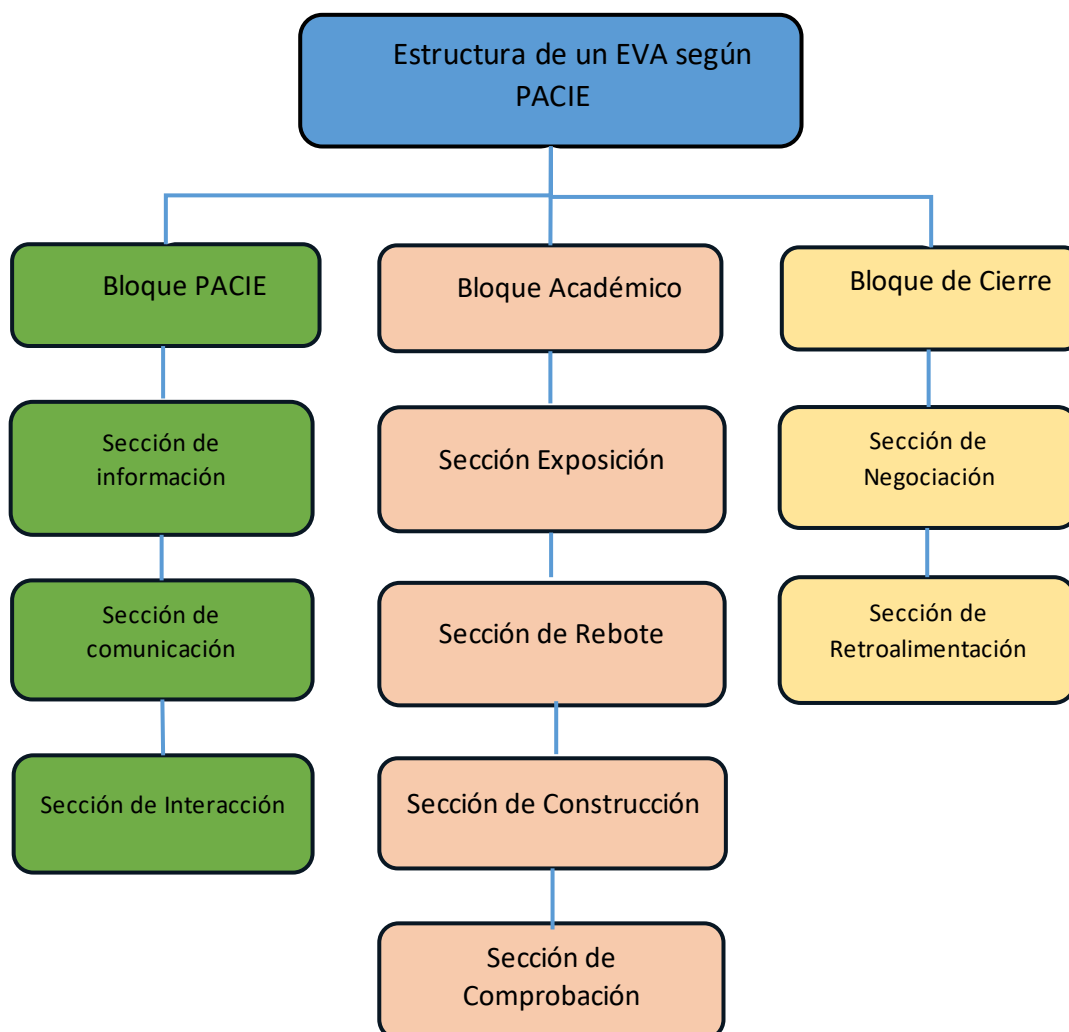 Estructura de un EVA según
PACIE
Bloque PACIE
Bloque Académico
Bloque de Cierre
Sección de
información
Sección Exposición
Sección de
Negociación
Sección de
comunicación
Sección de Rebote
Sección de
Retroalimentación
Sección de Interacción
Sección de Construcción
Sección de
Comprobación